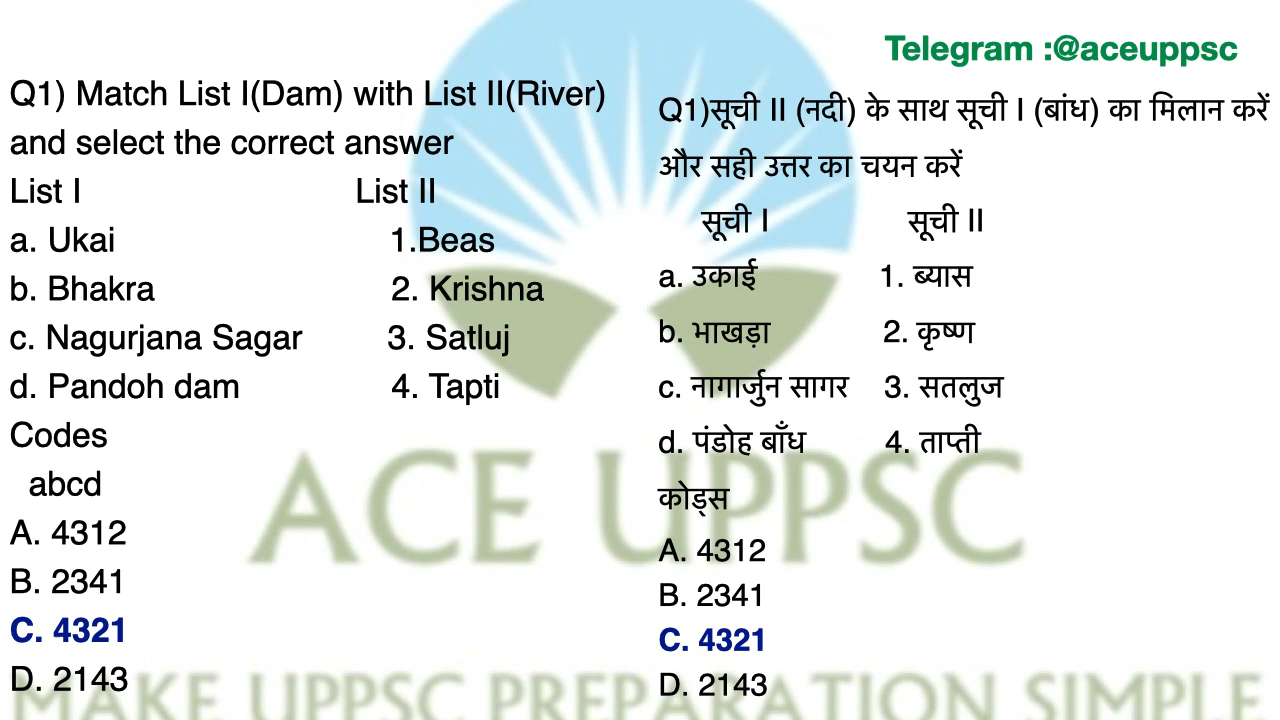 Telegram :@aceuppsc
Q1) Match List I(Dam) with List II(River)
and select the correct answer
List I List II
a. Ukai 1.Beas
b. Bhakra 2. Krishna
c. Nagurjana Sagar 3. Satluj
d. Pandoh dam 4. Tapti
Codes
abcd
A. 4312
B. 2341
C. 4321
D. 2143
Q1)सूची II (नदी) के साथ सूची I (बांध) का मिलान करें
और सही उत्तर का चयन करें
सूची I सूची II
a. उकाई 1. ब्यास
b. भाखड़ा 2. कृष्ण
c. नागार्जुन सागर 3. सतलुज
d. पंडोह बाँध 4. ताप्ती
कोड्स
A. 4312
B. 2341
C. 4321
D. 2143
ACE UPPSC
MAKE UPPSC PREPARATION SIMPLE